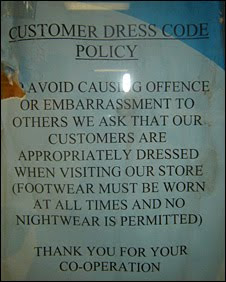 CUSTOMER DRESS CODE
POLICY
AVOID CAUSING OFFENCE
OR EMBARRASSMENT TO
OTHERS WE ASK THAT OUR
CUSTOMERS ARE
APPROPRIATELY DRESSED
WHEN VISITING OUR STORE
(FOOTWEAR MUST BE WORN
AT ALL TIMES AND NO
NIGHTWEAR IS PERMITTED)
THANK YOU FOR YOUR
CO-OPERATION